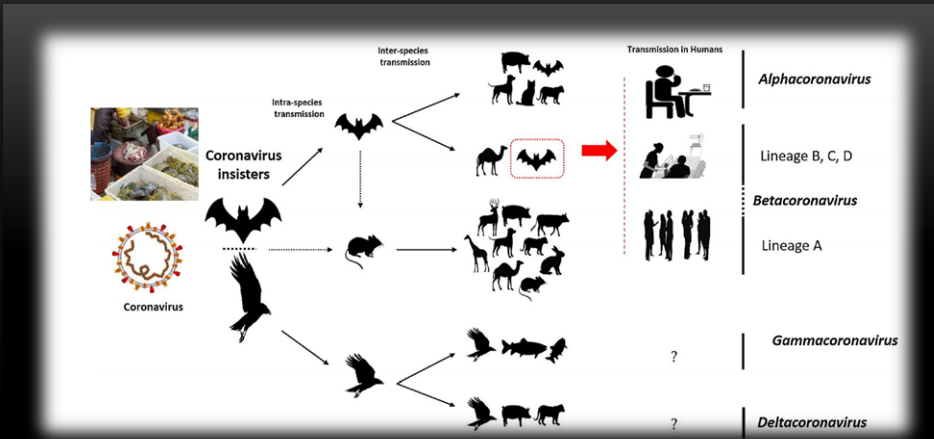 Inter-species
transmission
Transmission in Humans
Alphacoronavirus
Intra-species
transmission
Coronavirus
insisters
Lineage B, C, D
Betacoronavirus
Lineage A
Coronavirus
Gammacoronavirus
?
Deltacoronavirus
?